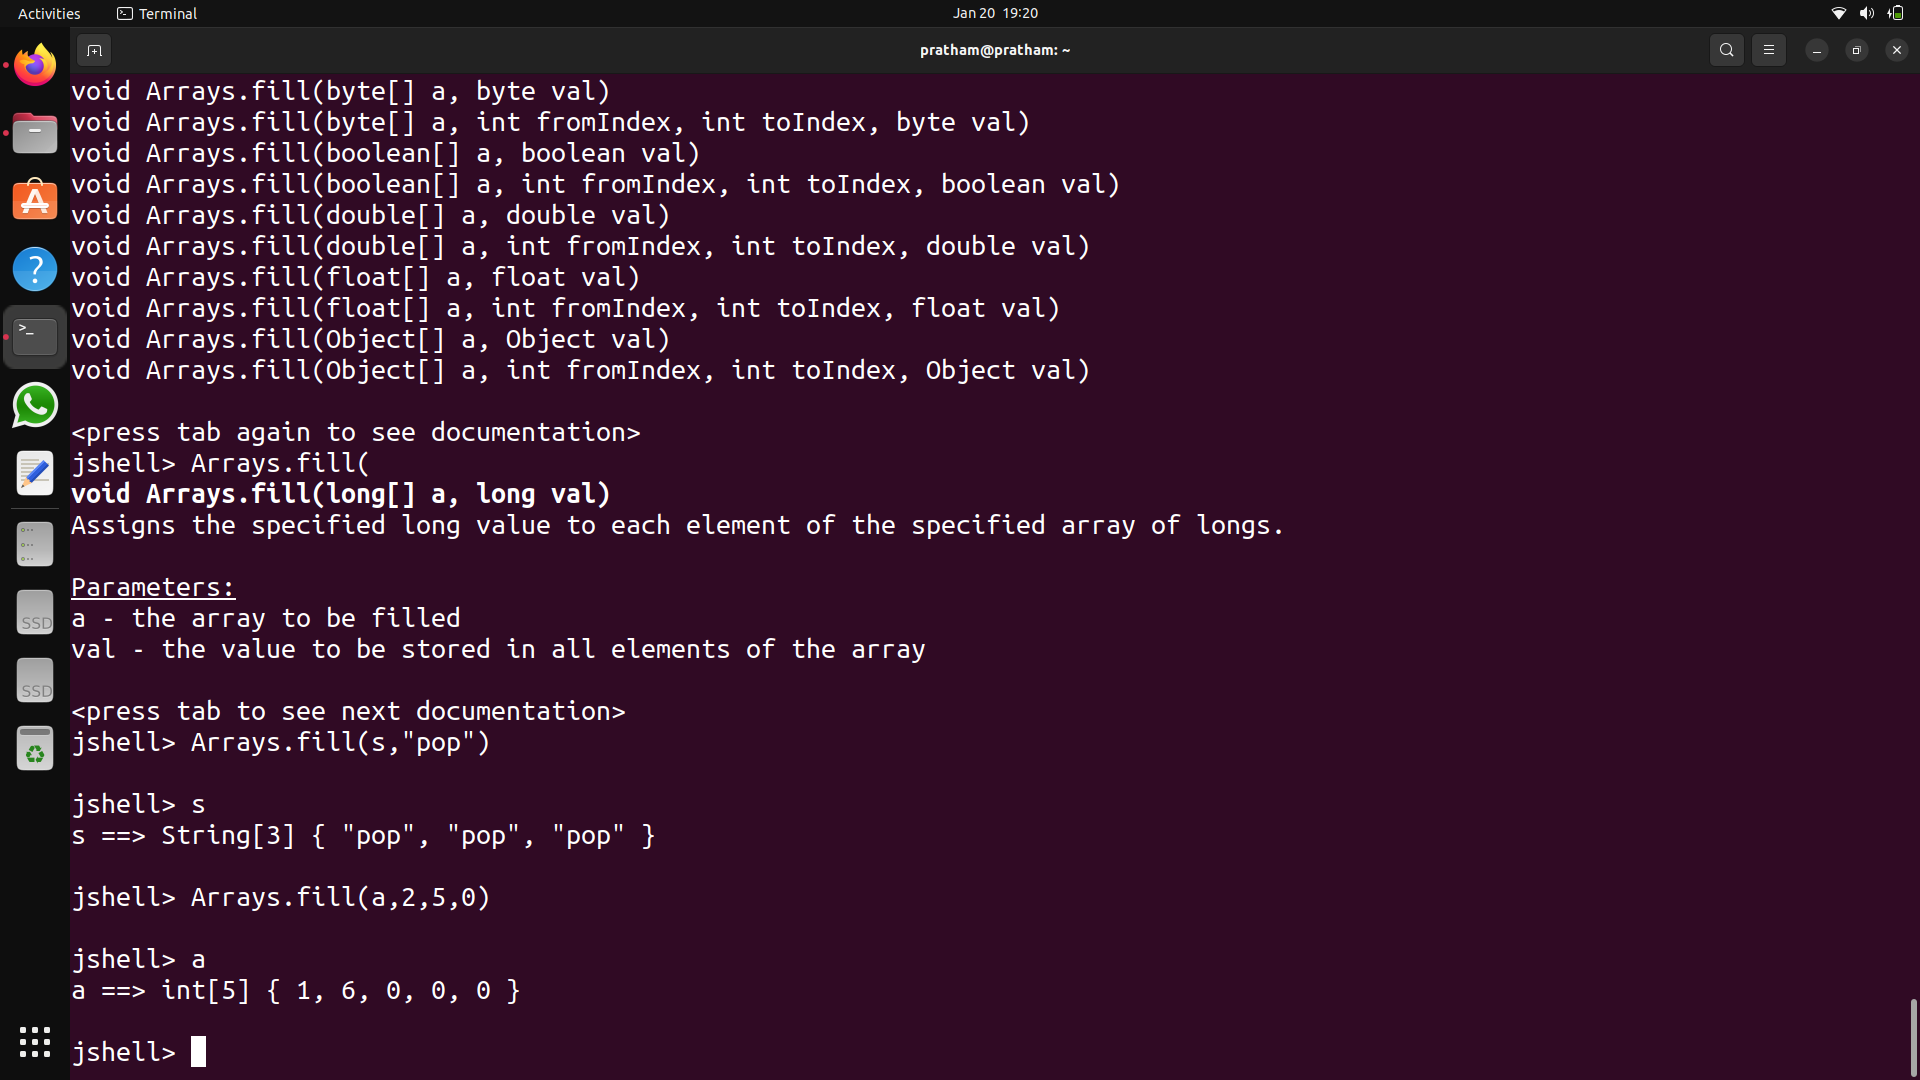 Activities
Terminal
Jan 20 19:20
pratham@pratham: ~
void Arrays.fill(byte[] a, byte val)
void Arrays.fill(byte[] a, int fromIndex, int toIndex, byte val)
void Arrays.fill(boolean[] a, boolean val)
void Arrays.fill(boolean[] a, int fromIndex, int toIndex, boolean val)
void Arrays.fill(double[] a, double val)
void Arrays.fill(double[] a, int fromIndex, int toIndex, double val)
void Arrays.fill(float[] a, float val)
void Arrays.fill(float[] a, int fromIndex, int toIndex, float val)
void Arrays.fill(Object[] a, Object val)
void Arrays.fill(Object[] a, int fromIndex, int toIndex, Object val)
<press tab again to see documentation>
jshell> Arrays.fill(
void Arrays.fill(long[] a, long val)
Assigns the specified long value to each element of the specified array of longs.
Parameters:
a - the array to be filled
val - the value to be stored in all elements of the array
<press tab to see next documentation>
jshell> Arrays.fill(s,"pop")
jshell> s
s ==> String[3] { "pop", "pop", "pop" }
jshell> Arrays.fill(a,2,5,0)
jshell> a
a ==> int[5] { 1, 6, 0, 0, 0 }
jshell>
SSD
SSD